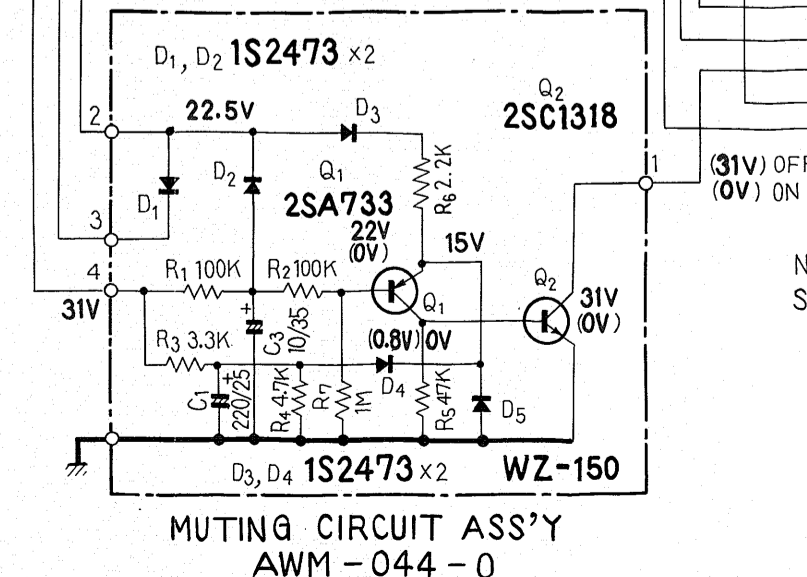 D1, D2 1S2473 ×2
Q2
2SC1318
2
22.5V
D3
D1
D2
Q1
2SA733
22V
(0V)
R6 2.2K
15V
1
(31V) OFF
(0V) ON
3
4
31V
R1 100K
R2 100K
Q1
Q2
31V
(0V)
N
S
R3 3.3K
+
C3
10/35
(0.8V) 0V
C1
+
220/25
R4 4.7K
R7
1M
D4
R5 47K
D5
D3, D4 1S2473 ×2
WZ-150
MUTING CIRCUIT ASS'Y
AWM-044-0